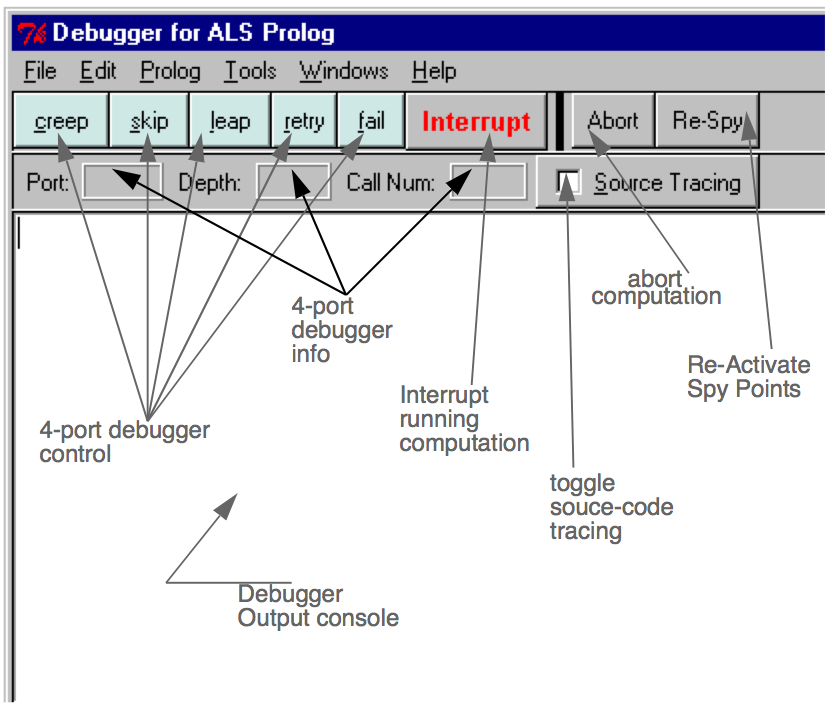 Debugger for ALS Prolog
File Edit Prolog Tools Windows Help
creep skip leap retry fail Interrupt Abort Re-Spy
Port: Depth: Call Num: Source Tracing
abort
computation
4-port
debugger
info
Re-Activate
Spy Points
Interrupt
running
computation
4-port debugger
control
toggle
souce-code
tracing
Debugger
Output console